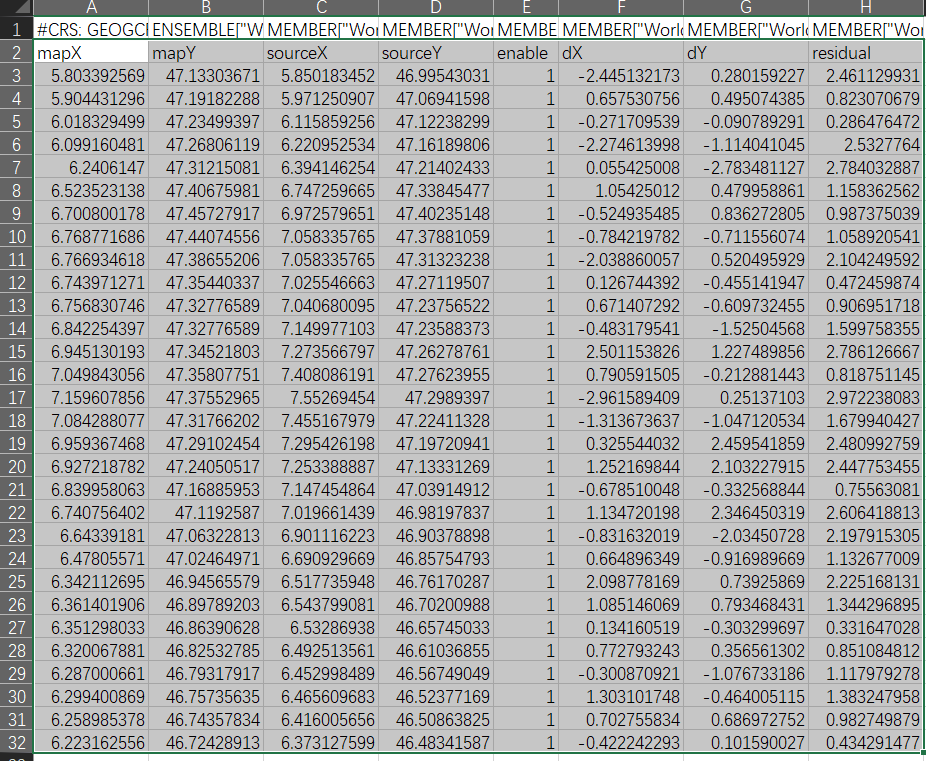 A B C D E F G H
1 #CRS: GEOGC ENSEMBLE["W MEMBER["Wor MEMBER["Wor MEMBE MEMBER["Worl MEMBER["Worl MEMBER["Wor
2 mapX mapY sourceX sourceY enable dX dY residual
3 5.803392569 47.13303671 5.850183452 46.99543031 1 -2.445132173 0.280159227 2.461129931
4 5.904431296 47.19182288 5.971250907 47.06941598 1 0.657530756 0.495074385 0.823070679
5 6.018329499 47.23499397 6.115859256 47.12238299 1 -0.271709539 -0.090789291 0.286476472
6 6.099160481 47.26806119 6.220952534 47.16189806 1 -2.274613998 -1.114041045 2.5327764
7 6.2406147 47.31215081 6.394146254 47.21402433 1 0.055425008 -2.783481127 2.784032887
8 6.523523138 47.40675981 6.747259665 47.33845477 1 1.05425012 0.479958861 1.158362562
9 6.700800178 47.45727917 6.972579651 47.40235148 1 -0.524935485 0.836272805 0.987375039
10 6.768771686 47.44074556 7.058335765 47.37881059 1 -0.784219782 -0.711556074 1.058920541
11 6.766934618 47.38655206 7.058335765 47.31323238 1 -2.038860057 0.520495929 2.104249592
12 6.743971271 47.35440337 7.025546663 47.27119507 1 0.126744392 -0.455141947 0.472459874
13 6.756830746 47.32776589 7.040680095 47.23756522 1 0.671407292 -0.609732455 0.906951718
14 6.842254397 47.32776589 7.149977103 47.23588373 1 -0.483179541 -1.52504568 1.599758355
15 6.945130193 47.34521803 7.273566797 47.26278761 1 2.501153826 1.227489856 2.786126667
16 7.049843056 47.35807751 7.408086191 47.27623955 1 0.790591505 -0.212881443 0.818751145
17 7.159607856 47.37552965 7.55269454 47.2989397 1 -2.961589409 0.25137103 2.972238083
18 7.084288077 47.31766202 7.455167979 47.22411328 1 -1.313673637 -1.047120534 1.679940427
19 6.959367468 47.29102454 7.295426198 47.19720941 1 0.325544032 2.459541859 2.480992759
20 6.927218782 47.24050517 7.253388887 47.13331269 1 1.252169844 2.103227915 2.447753455
21 6.839958063 47.16885953 7.147454864 47.03914912 1 -0.678510048 -0.332568844 0.75563081
22 6.740756402 47.1192587 7.019661439 46.98197837 1 1.134720198 2.346450319 2.606418813
23 6.64339181 47.06322813 6.901116223 46.90378898 1 -0.831632019 -2.03450728 2.197915305
24 6.47805571 47.02464971 6.690929669 46.85754793 1 0.664896349 -0.916989669 1.132677009
25 6.342112695 46.94565579 6.517735948 46.76170287 1 2.098778169 0.73925869 2.225168131
26 6.361401906 46.89789203 6.543799081 46.70200988 1 1.085146069 0.793468431 1.344296895
27 6.351298033 46.86390628 6.53286938 46.65745033 1 0.134160519 -0.303299697 0.331647028
28 6.320067881 46.82532785 6.492513561 46.61036855 1 0.772793243 0.356561302 0.851084812
29 6.287000661 46.79317917 6.452998489 46.56749049 1 -0.300870921 -1.076733186 1.117979278
30 6.299400869 46.75735635 6.465609683 46.52377169 1 1.303101748 -0.464005115 1.383247958
31 6.258985378 46.74357834 6.416005656 46.50863825 1 0.702755834 0.686972752 0.982749879
32 6.223162556 46.72428913 6.373127599 46.48341587 1 -0.422242293 0.101590027 0.434291477